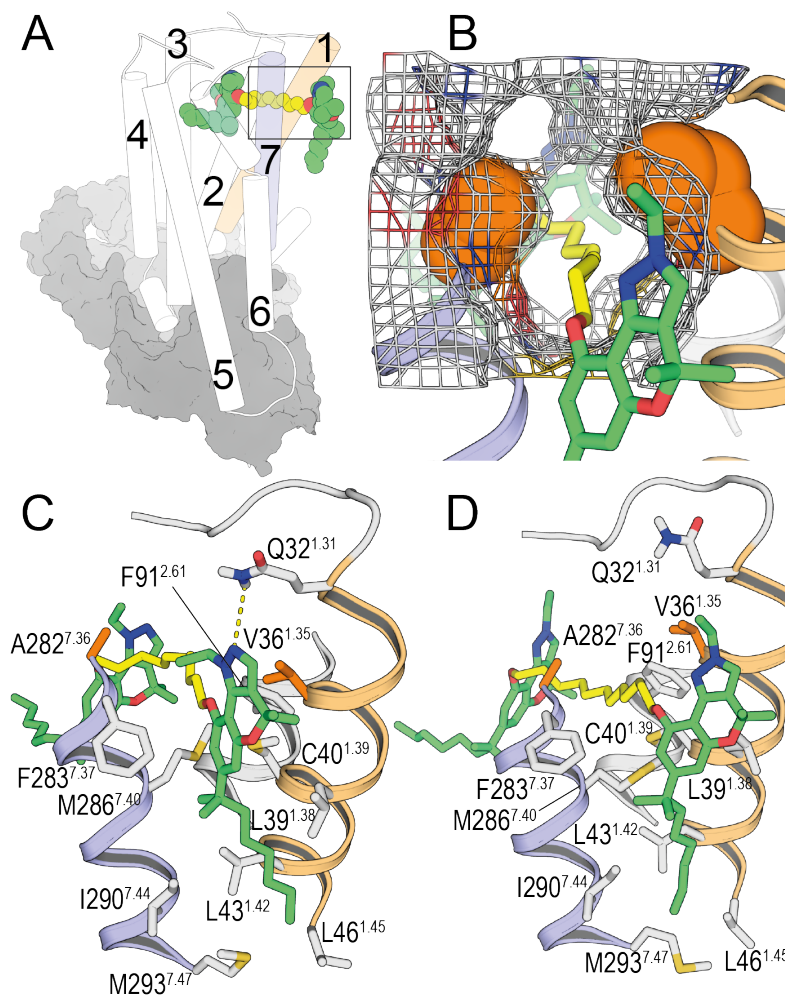 A
3
1
B
4
7
2
6
5
C
D
Q32^1.31
F91^2.61
Q32^1.31
V36^1.35
V36^1.35
A282^7.36
A282^7.36
F91^2.61
C40^1.39
C40^1.39
F283^7.37
F283^7.37
M286^7.40
L39^1.38
L39^1.38
M286^7.40
L43^1.42
I290^7.44
L43^1.42
I290^7.44
L46^1.45
L46^1.45
M293^7.47
M293^7.47